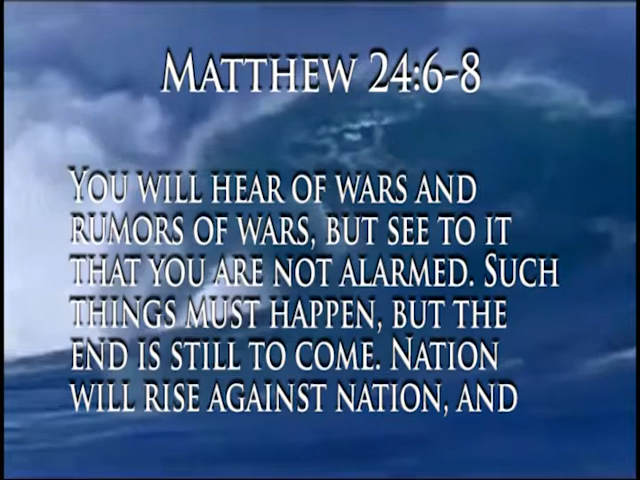 Matthew 24:6-8
You will hear of wars and
rumors of wars, but see to it
that you are not alarmed. Such
things must happen, but the
end is still to come. Nation
will rise against nation, and